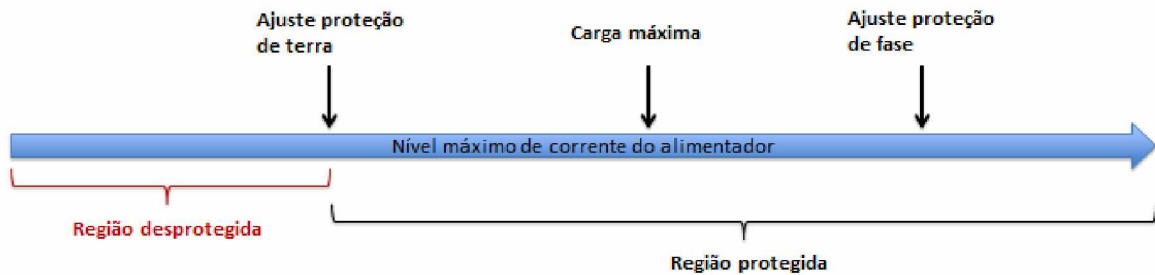 Ajuste proteção
de terra
Carga máxima
Ajuste proteção
de fase
Nível máximo de corrente do alimentador
Região desprotegida
Região protegida